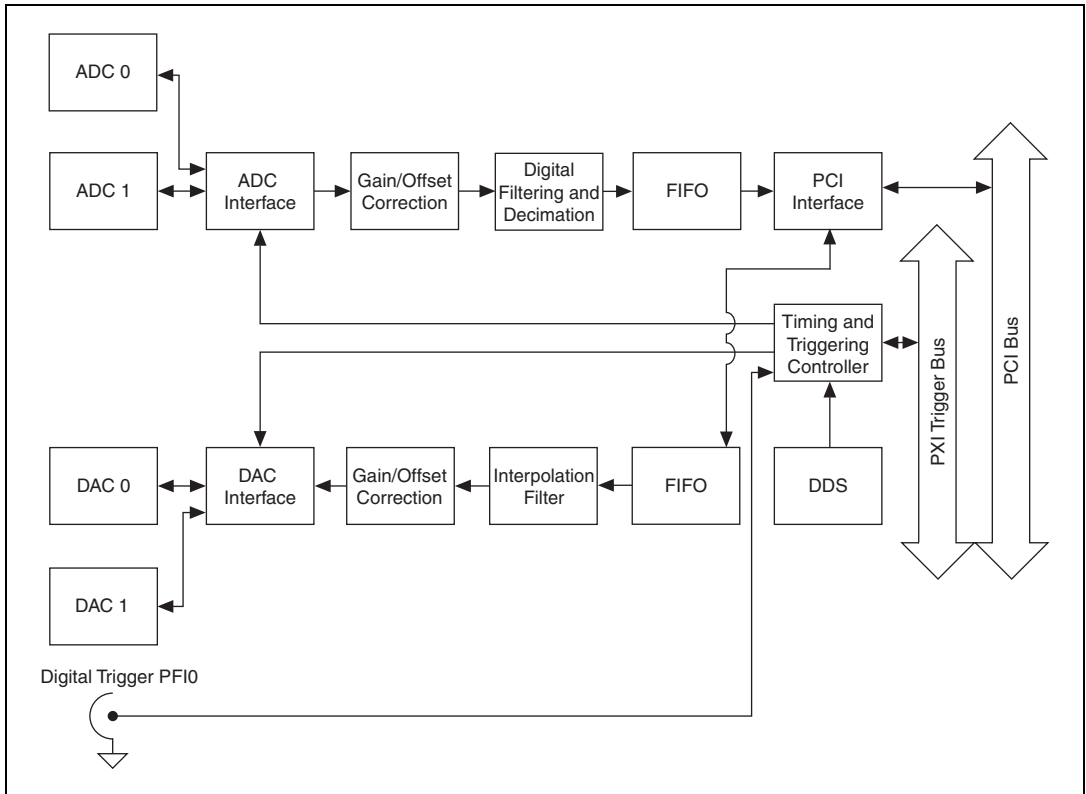 ADC 0
ADC 1
ADC
Interface
Gain/Offset
Correction
Digital
Filtering and
Decimation
FIFO
PCI
Interface
Timing and
Triggering
Controller
PXI Trigger Bus
PCI Bus
DAC 0
DAC
Interface
Gain/Offset
Correction
Interpolation
Filter
FIFO
DDS
DAC 1
Digital Trigger PFI0